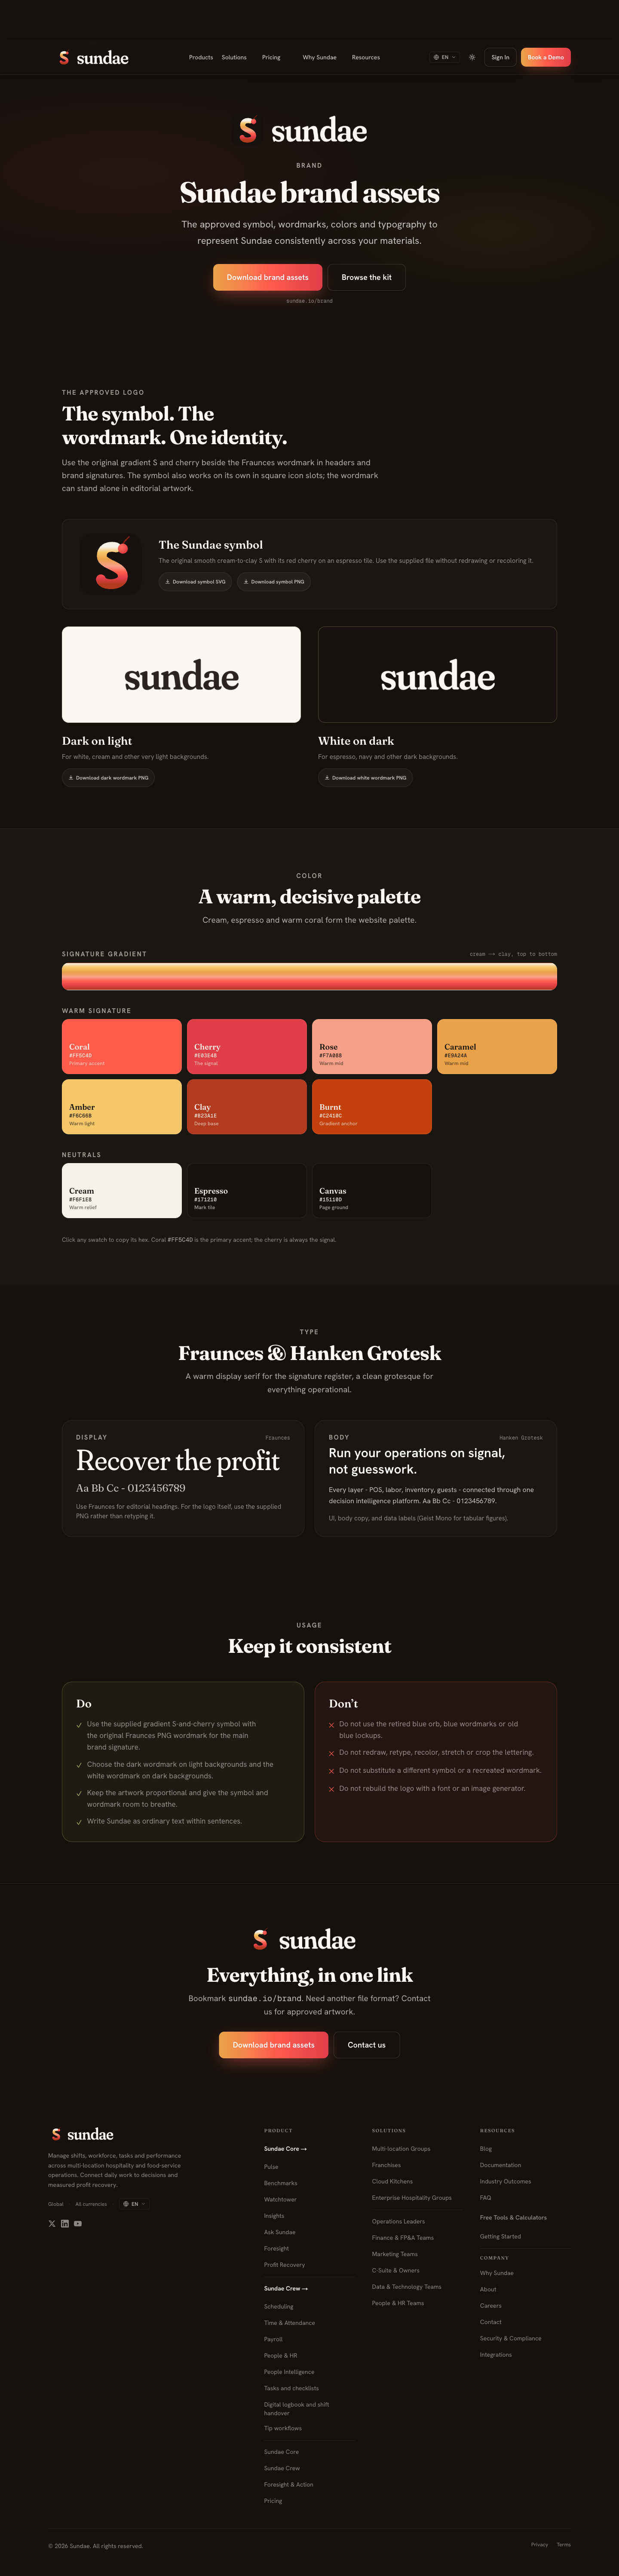 sundae
Products Solutions Pricing Why Sundae Resources
EN Sign In Book a Demo
sundae
BRAND
Sundae brand assets
The approved symbol, wordmarks, colors and typography to
represent Sundae consistently across your materials.
Download brand assets Browse the kit
sundae.io/brand
THE APPROVED LOGO
The symbol. The
wordmark. One identity.
Use the original gradient S and cherry beside the Fraunces wordmark in headers and
brand signatures. The symbol also works on its own in square icon slots; the wordmark
can stand alone in editorial artwork.
The Sundae symbol
The original smooth cream-to-clay S with its red cherry on an espresso tile. Use the supplied file without redrawing or recoloring it.
Download symbol SVG Download symbol PNG
sundae
Dark on light
For white, cream and other very light backgrounds.
Download dark wordmark PNG
sundae
White on dark
For espresso, navy and other dark backgrounds.
Download white wordmark PNG
COLOR
A warm, decisive palette
Cream, espresso and warm coral form the website palette.
SIGNATURE GRADIENT
cream → clay, top to bottom
WARM SIGNATURE
Coral
#FF5C4D
Primary accent
Cherry
#E03E48
The signal
Rose
#F7A088
Warm mid
Caramel
#E9A24A
Warm mid
Amber
#F6C668
Warm light
Clay
#B23A1E
Deep base
Burnt
#C2410C
Gradient anchor
NEUTRALS
Cream
#F6F1E8
Warm relief
Espresso
#171210
Mark tile
Canvas
#15110D
Page ground
Click any swatch to copy its hex. Coral #FF5C4D is the primary accent; the cherry is always the signal.
TYPE
Fraunces & Hanken Grotesk
A warm display serif for the signature register, a clean grotesque for
everything operational.
DISPLAY Fraunces
Recover the profit
Aa Bb Cc - 0123456789
Use Fraunces for editorial headings. For the logo itself, use the supplied
PNG rather than retyping it.
BODY Hanken Grotesk
Run your operations on signal,
not guesswork.
Every layer - POS, labor, inventory, guests - connected through one
decision intelligence platform. Aa Bb Cc - 0123456789.
UI, body copy, and data labels (Geist Mono for tabular figures).
USAGE
Keep it consistent
Do
Use the supplied gradient S-and-cherry symbol with
the original Fraunces PNG wordmark for the main
brand signature.
Choose the dark wordmark on light backgrounds and the
white wordmark on dark backgrounds.
Keep the artwork proportional and give the symbol and
wordmark room to breathe.
Write Sundae as ordinary text within sentences.
Don't
Do not use the retired blue orb, blue wordmarks or old
blue lockups.
Do not redraw, retype, recolor, stretch or crop the lettering.
Do not substitute a different symbol or a recreated wordmark.
Do not rebuild the logo with a font or an image generator.
sundae
Everything, in one link
Bookmark sundae.io/brand. Need another file format? Contact
us for approved artwork.
Download brand assets Contact us
sundae
Manage shifts, workforce, tasks and performance
across multi-location hospitality and food-service
operations. Connect daily work to decisions and
measured profit recovery.
Global All currencies EN
PRODUCT
Sundae Core →
Pulse
Benchmarks
Watchtower
Insights
Ask Sundae
Foresight
Profit Recovery
Sundae Crew →
Scheduling
Time & Attendance
Payroll
People & HR
People Intelligence
Tasks and checklists
Digital logbook and shift
handover
Tip workflows
Sundae Core
Sundae Crew
Foresight & Action
Pricing
SOLUTIONS
Multi-location Groups
Franchises
Cloud Kitchens
Enterprise Hospitality Groups
Operations Leaders
Finance & FP&A Teams
Marketing Teams
C-Suite & Owners
Data & Technology Teams
People & HR Teams
RESOURCES
Blog
Documentation
Industry Outcomes
FAQ
Free Tools & Calculators
Getting Started
COMPANY
Why Sundae
About
Careers
Contact
Security & Compliance
Integrations
© 2026 Sundae. All rights reserved.
Privacy Terms